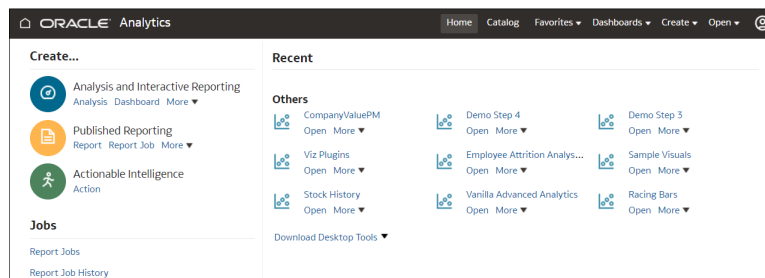 ORACLE Analytics
Home Catalog Favorites Dashboards Create Open
Create...
Analysis and Interactive Reporting
Analysis Dashboard More
Published Reporting
Report Report Job More
Actionable Intelligence
Action
Jobs
Report Jobs
Report Job History
Recent
Others
CompanyValuePM
Open More
Demo Step 4
Open More
Demo Step 3
Open More
Viz Plugins
Open More
Employee Attrition Analys...
Open More
Sample Visuals
Open More
Stock History
Open More
Vanilla Advanced Analytics
Open More
Racing Bars
Open More
Download Desktop Tools